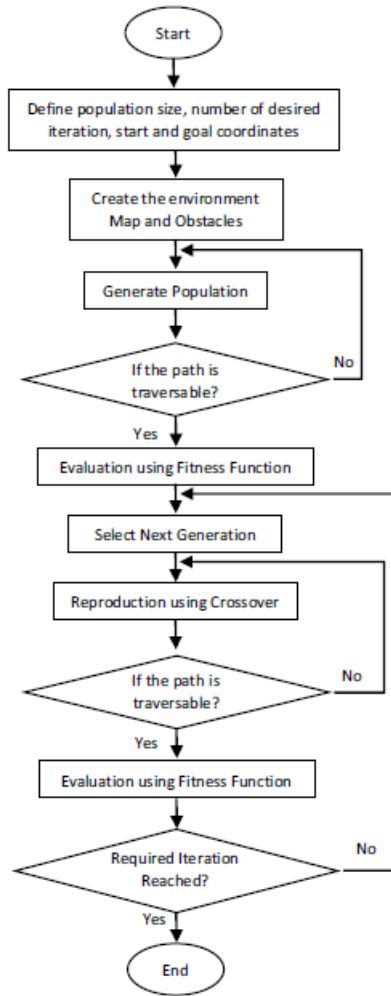 Start
Define population size, number of desired
iteration, start and goal coordinates
Create the environment
Map and Obstacles
Generate Population
If the path is
traversable?
No
Yes
Evaluation using Fitness Function
Select Next Generation
Reproduction using Crossover
If the path is
traversable?
No
Yes
Evaluation using Fitness Function
Required Iteration
Reached?
No
Yes
End